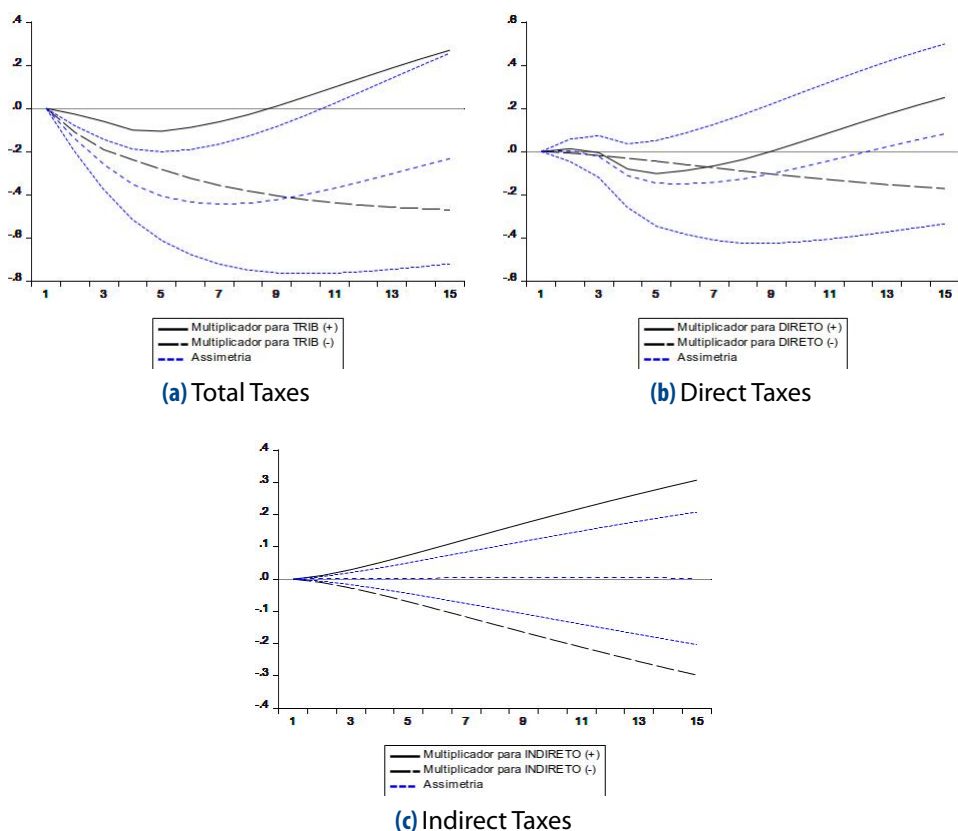 .4
.2
.0
-.2
-.4
-.6
-.8
1 3 5 7 9 11 13 15
Multiplicador para TRIB (+)
Multiplicador para TRIB (-)
Assimetria
(a) Total Taxes
.6
.4
.2
.0
-.2
-.4
-.6
1 3 5 7 9 11 13 15
Multiplicador para DIRETO (+)
Multiplicador para DIRETO (-)
Assimetria
(b) Direct Taxes
.4
.3
.2
.1
.0
-.1
-.2
-.3
-.4
1 3 5 7 9 11 13 15
Multiplicador para INDIRETO (+)
Multiplicador para INDIRETO (-)
Assimetria
(c) Indirect Taxes